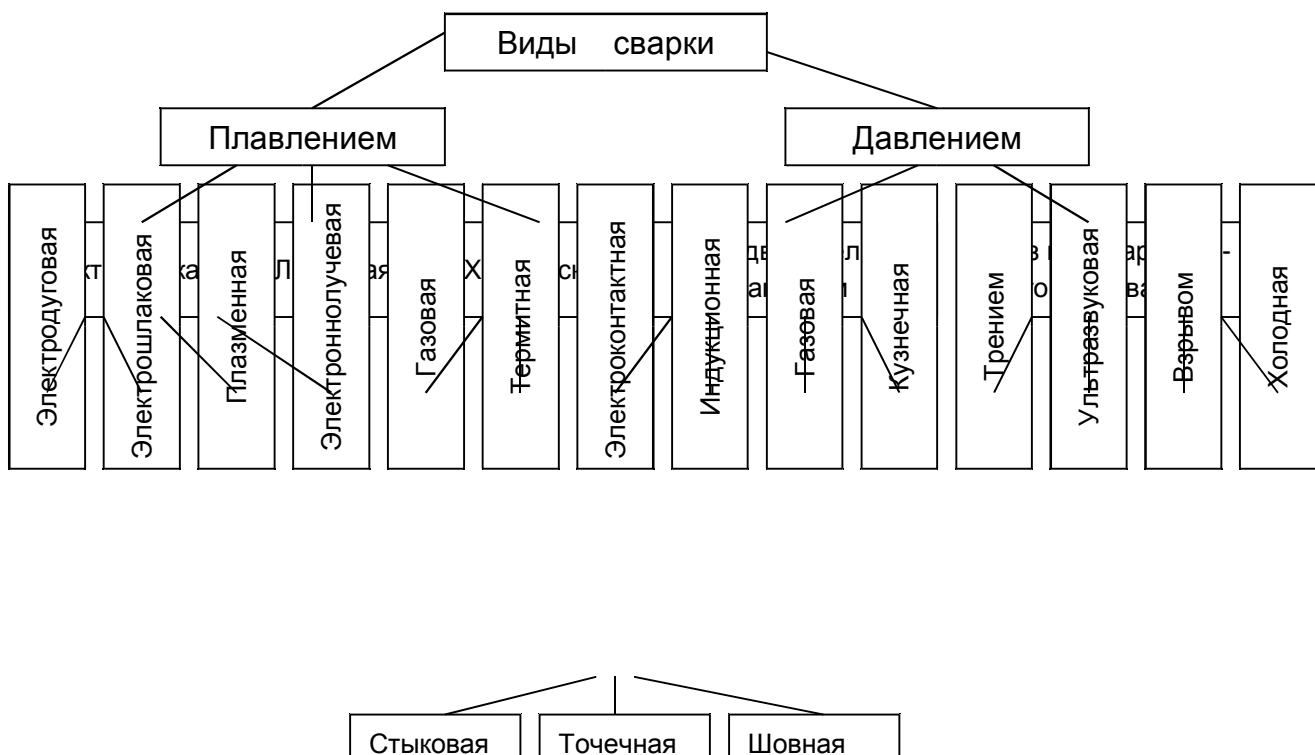 Виды сварки
Плавлением
Давлением
Электродуговая
Электрошлаковая
Плазменная
Электроннолучевая
Газовая
Термитная
Электроконтактная
Индукционная
Газовая
Кузнечная
Трением
Ультразвуковая
Взрывом
Холодная
Стыковая
Точечная
Шовная